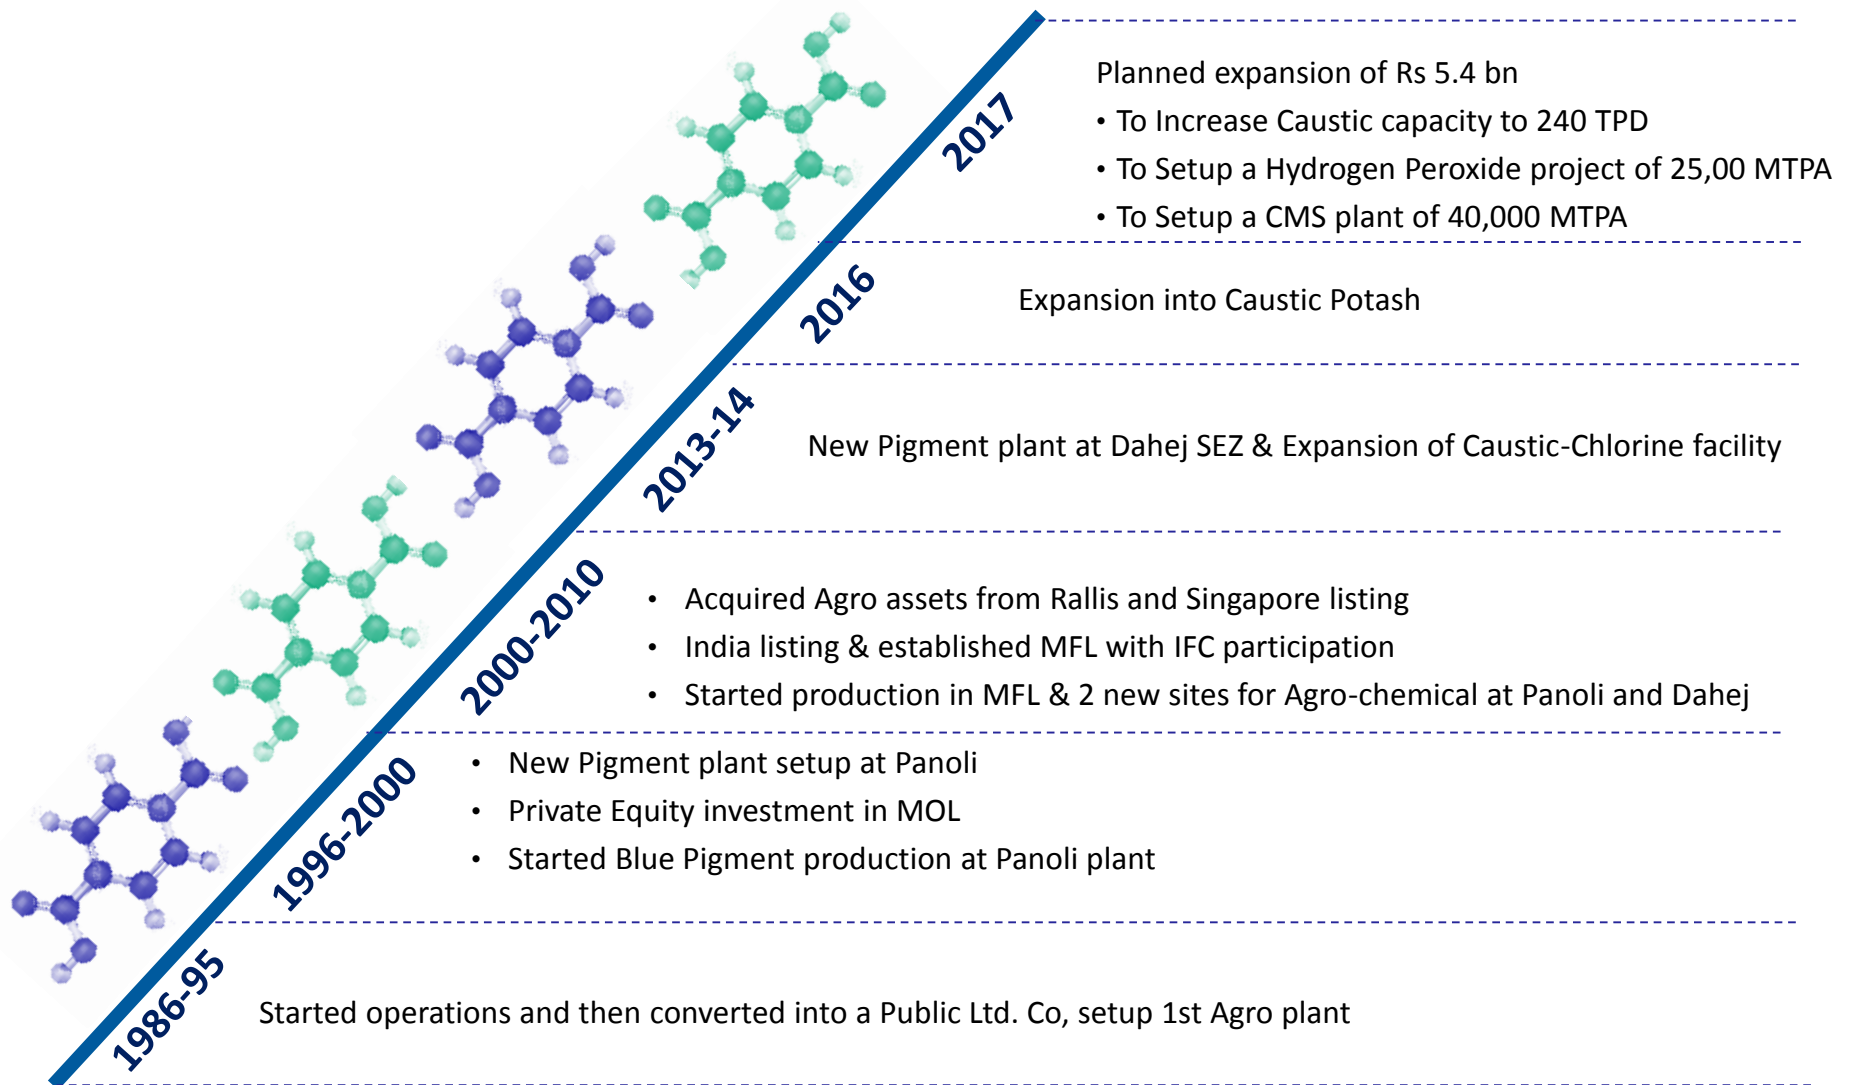 2017
Planned expansion of Rs 5.4 bn
• To Increase Caustic capacity to 240 TPD
• To Setup a Hydrogen Peroxide project of 25,00 MTPA
• To Setup a CMS plant of 40,000 MTPA
2016
Expansion into Caustic Potash
2013-14
New Pigment plant at Dahej SEZ & Expansion of Caustic-Chlorine facility
2000-2010
• Acquired Agro assets from Rallis and Singapore listing
• India listing & established MFL with IFC participation
• Started production in MFL & 2 new sites for Agro-chemical at Panoli and Dahej
1996-2000
• New Pigment plant setup at Panoli
• Private Equity investment in MOL
• Started Blue Pigment production at Panoli plant
1986-95
Started operations and then converted into a Public Ltd. Co, setup 1st Agro plant